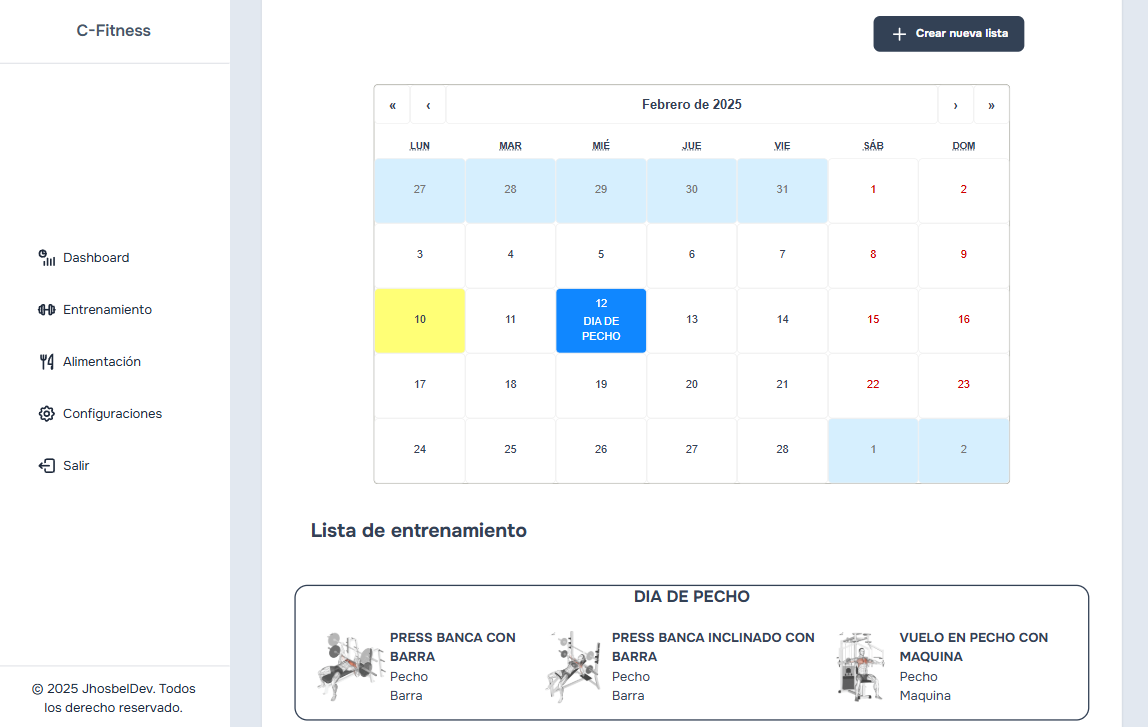 C-Fitness
Dashboard
Entrenamiento
Alimentación
Configuraciones
Salir
© 2025 JhosbelDev. Todos
los derecho reservado.
+ Crear nueva lista
« ‹ Febrero de 2025 › »
LUN MAR MIÉ JUE VIE SÁB DOM
27 28 29 30 31 1 2
3 4 5 6 7 8 9
10 11 12 13 14 15 16
DIA DE
PECHO
17 18 19 20 21 22 23
24 25 26 27 28 1 2
Lista de entrenamiento
DIA DE PECHO
PRESS BANCA CON
BARRA
Pecho
Barra
PRESS BANCA INCLINADO CON
BARRA
Pecho
Barra
VUELO EN PECHO CON
MAQUINA
Pecho
Maquina